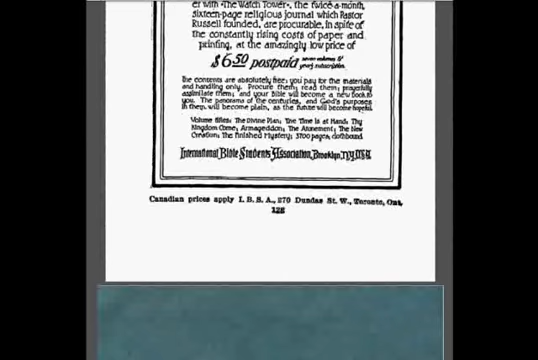 er with "The Watch Tower", the twice-a-month,
sixteen-page religious journal which Pastor
Russell founded, are procurable, in spite of
the constantly rising costs of paper and
printing, at the amazingly low price of
$6.50 postpaid seven volumes & year's subscription.
The contents are absolutely free; you pay for the materials
and handling only. Procure them; read them; prayerfully
assimilate them; and your Bible will become a new book to
you. The panorama of the centuries, and God's purposes
in them, will become plain, as the future will become hopeful.
Volume titles: The Divine Plan; The Time is at Hand; Thy
Kingdom Come; Armageddon; The Atonement; The New
Creation; The Finished Mystery; 3700 pages, clothbound.
International Bible Students Association, Brooklyn, N.Y., U.S.A.
Canadian prices apply I. B. S. A., 270 Dundas St. W., Toronto, Ont.
128